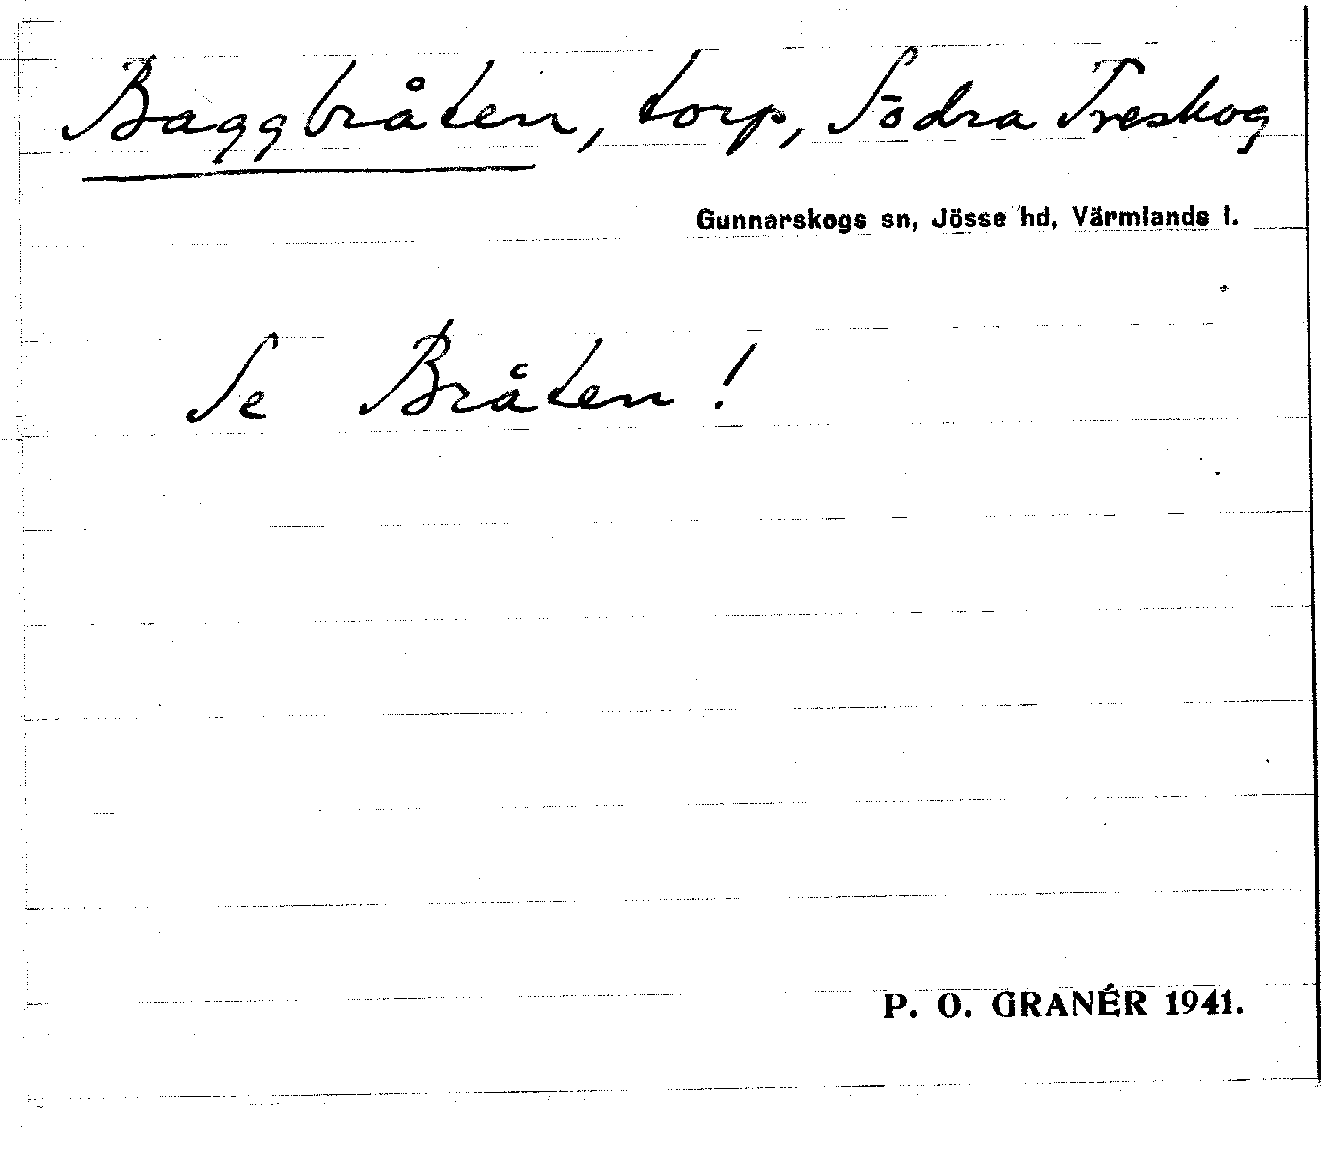 Baggbråten, torp, Södra Treskog
Gunnarskogs sn, Jösse hd, Värmlands l.
Se Bråten!
P. O. GRANÉR 1941.